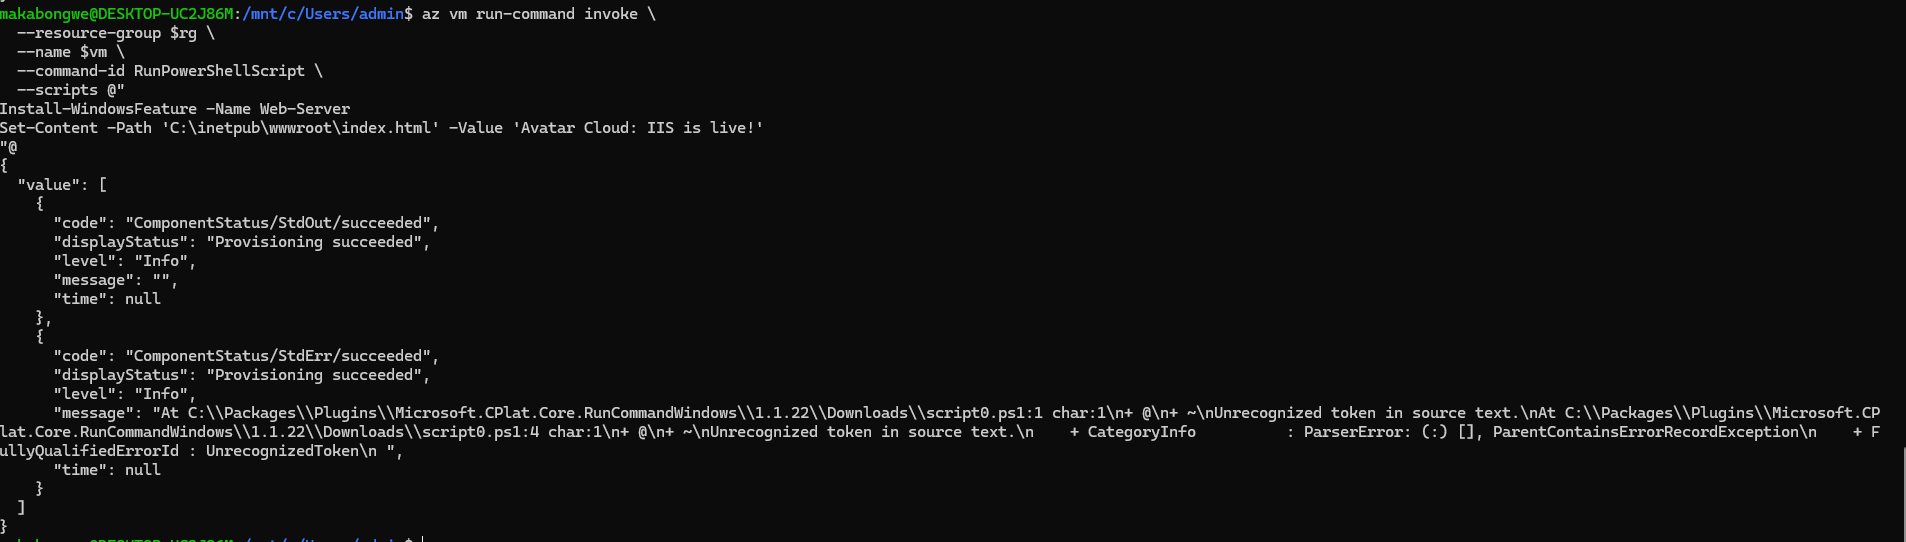 makabongwe@DESKTOP-UC2J86M:/mnt/c/Users/admin$ az vm run-command invoke \
  --resource-group $rg \
  --name $vm \
  --command-id RunPowerShellScript \
  --scripts @"
Install-WindowsFeature -Name Web-Server
Set-Content -Path 'C:\inetpub\wwwroot\index.html' -Value 'Avatar Cloud: IIS is live!'
"@
{
  "value": [
    {
      "code": "ComponentStatus/StdOut/succeeded",
      "displayStatus": "Provisioning succeeded",
      "level": "Info",
      "message": "",
      "time": null
    },
    {
      "code": "ComponentStatus/StdErr/succeeded",
      "displayStatus": "Provisioning succeeded",
      "level": "Info",
      "message": "At C:\\Packages\\Plugins\\Microsoft.CPlat.Core.RunCommandWindows\\1.1.22\\Downloads\\script0.ps1:1 char:1\n+ @\n+ ~\nUnrecognized token in source text.\nAt C:\\Packages\\Plugins\\Microsoft.CP
lat.Core.RunCommandWindows\\1.1.22\\Downloads\\script0.ps1:4 char:1\n+ @\n+ ~\nUnrecognized token in source text.\n    + CategoryInfo          : ParserError: (:) [], ParentContainsErrorRecordException\n    + F
ullyQualifiedErrorId : UnrecognizedToken\n ",
      "time": null
    }
  ]
}